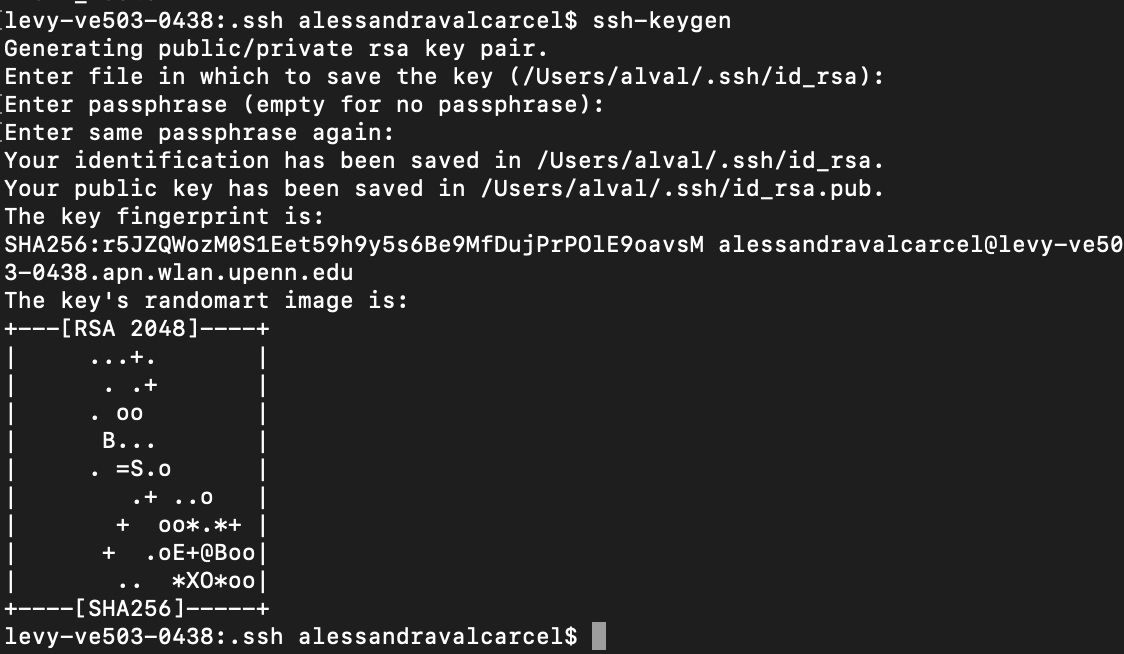 levy-ve503-0438:.ssh alessandravalcarcel$ ssh-keygen
Generating public/private rsa key pair.
Enter file in which to save the key (/Users/alval/.ssh/id_rsa):
Enter passphrase (empty for no passphrase):
Enter same passphrase again:
Your identification has been saved in /Users/alval/.ssh/id_rsa.
Your public key has been saved in /Users/alval/.ssh/id_rsa.pub.
The key fingerprint is:
SHA256:r5JZQWozM0S1Eet59h9y5s6Be9MfDujPrPOlE9oavsM alessandravalcarcel@levy-ve50
3-0438.apn.wlan.upenn.edu
The key's randomart image is:
+---[RSA 2048]----+
|      ...+.       |
|       . .+       |
|      . oo        |
|       B...       |
|      . =S.o      |
|         .+ ..o   |
|        +  oo*.*+ |
|       +  .oE+@Boo|
|        ..  *XO*oo|
+----[SHA256]-----+
levy-ve503-0438:.ssh alessandravalcarcel$